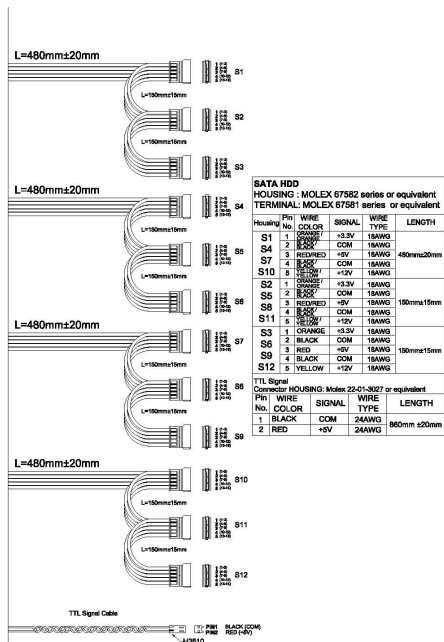 L=480mm±20mm
S1
L=150mm±15mm
S2
L=150mm±15mm
S3
L=480mm±20mm
S4
L=150mm±15mm
S5
L=150mm±15mm
S6
L=480mm±20mm
S7
L=150mm±15mm
S8
L=150mm±15mm
S9
L=480mm±20mm
S10
L=150mm±15mm
S11
L=150mm±15mm
S12
TTL Signal Cable
PIN1 BLACK (COM)
PIN2 RED (+5V)
H2510
SATA HDD
HOUSING : MOLEX 67582 series or equivalent
TERMINAL: MOLEX 67581 series or equivalent
Housing Pin No. WIRE COLOR SIGNAL WIRE TYPE LENGTH
S1 S4 S7 S10
1 ORANGE / ORANGE +3.3V 18AWG
2 BLACK / BLACK COM 18AWG
3 RED/RED +5V 18AWG 480mm±20mm
4 BLACK / BLACK COM 18AWG
5 YELLOW / YELLOW +12V 18AWG
S2 S5 S8 S11
1 ORANGE / ORANGE +3.3V 18AWG
2 BLACK / BLACK COM 18AWG
3 RED/RED +5V 18AWG 150mm±15mm
4 BLACK / BLACK COM 18AWG
5 YELLOW / YELLOW +12V 18AWG
S3 S6 S9 S12
1 ORANGE +3.3V 18AWG
2 BLACK COM 18AWG
3 RED +5V 18AWG 150mm±15mm
4 BLACK COM 18AWG
5 YELLOW +12V 18AWG
TTL Signal
Connector HOUSING: Molex 22-01-3027 or equivalent
Pin No. WIRE COLOR SIGNAL WIRE TYPE LENGTH
1 BLACK COM 24AWG 860mm ±20mm
2 RED +5V 24AWG